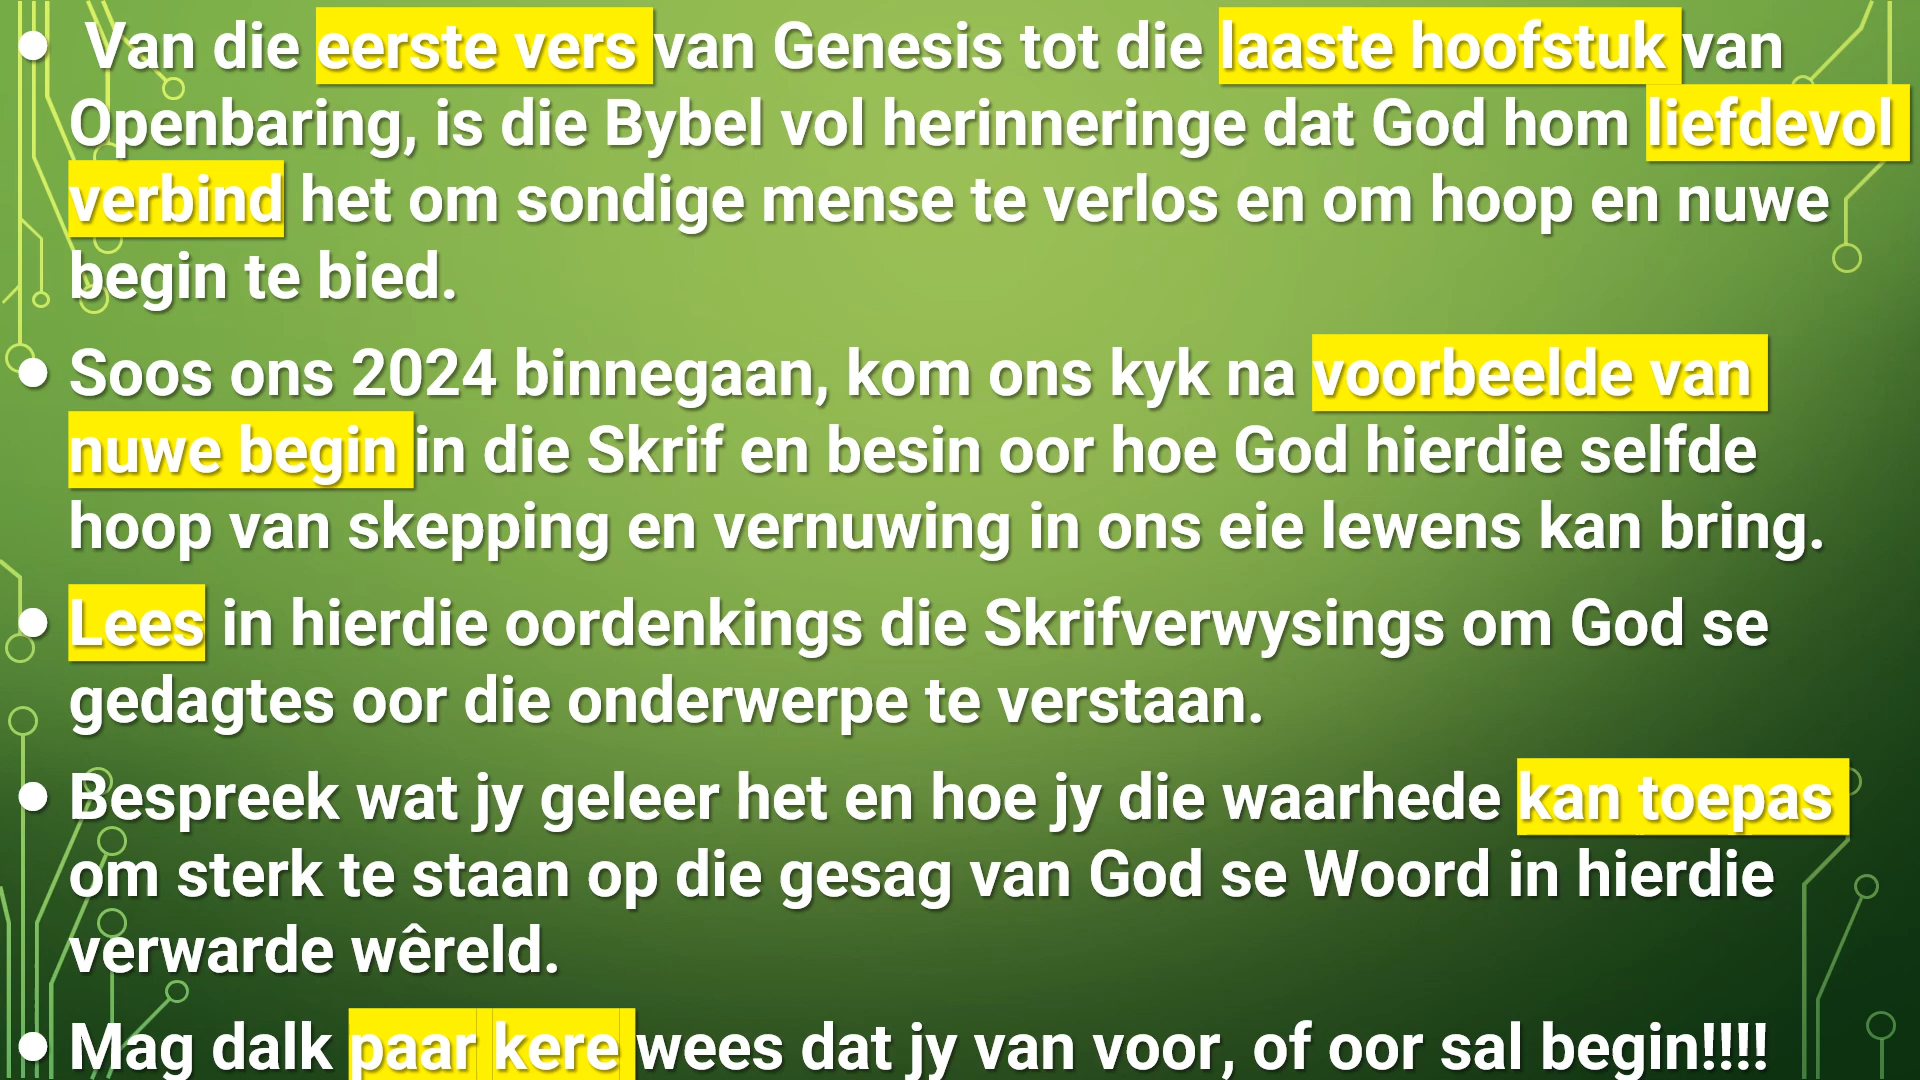 • Van die eerste vers van Genesis tot die laaste hoofstuk van
Openbaring, is die Bybel vol herinneringe dat God hom liefdevol
verbind het om sondige mense te verlos en om hoop en nuwe
begin te bied.
• Soos ons 2024 binnegaan, kom ons kyk na voorbeelde van
nuwe begin in die Skrif en besin oor hoe God hierdie selfde
hoop van skepping en vernuwing in ons eie lewens kan bring.
• Lees in hierdie oordenkings die Skrifverwysings om God se
gedagtes oor die onderwerpe te verstaan.
• Bespreek wat jy geleer het en hoe jy die waarhede kan toepas
om sterk te staan op die gesag van God se Woord in hierdie
verwarde wêreld.
• Mag dalk paar kere wees dat jy van voor, of oor sal begin!!!!